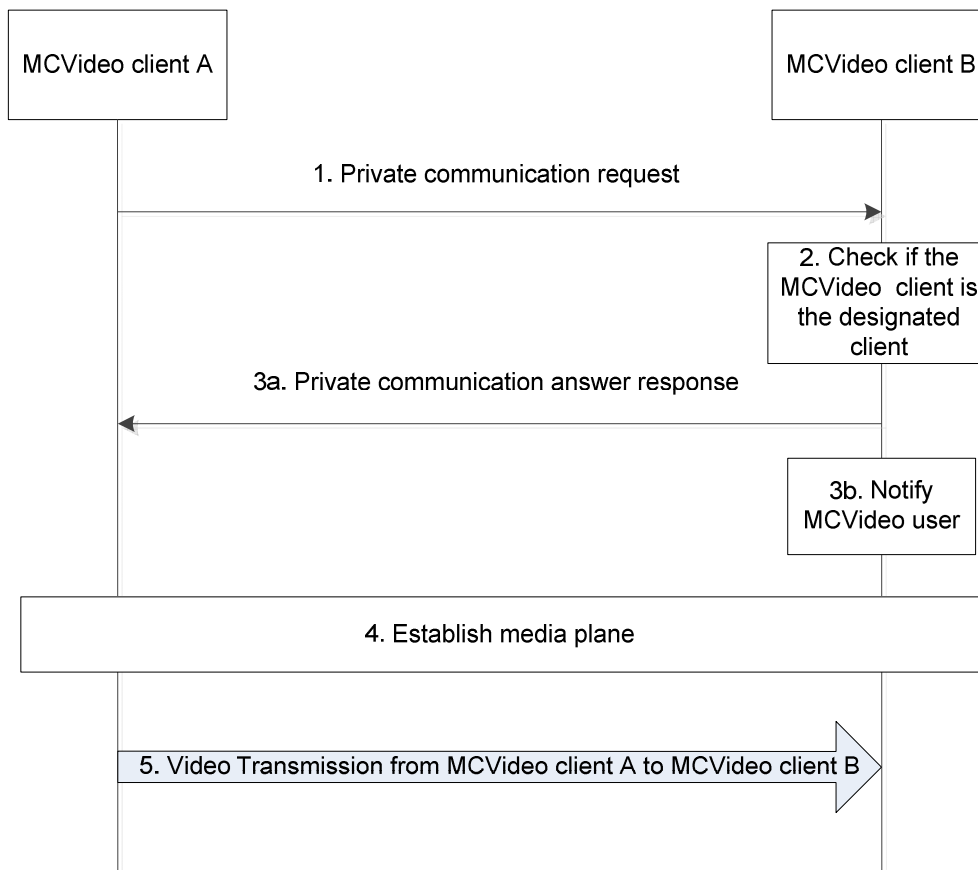 MCVideo client A
MCVideo client B
1. Private communication request
2. Check if the
MCVideo client is
the designated
client
3a. Private communication answer response
3b. Notify
MCVideo user
4. Establish media plane
5. Video Transmission from MCVideo client A to MCVideo client B